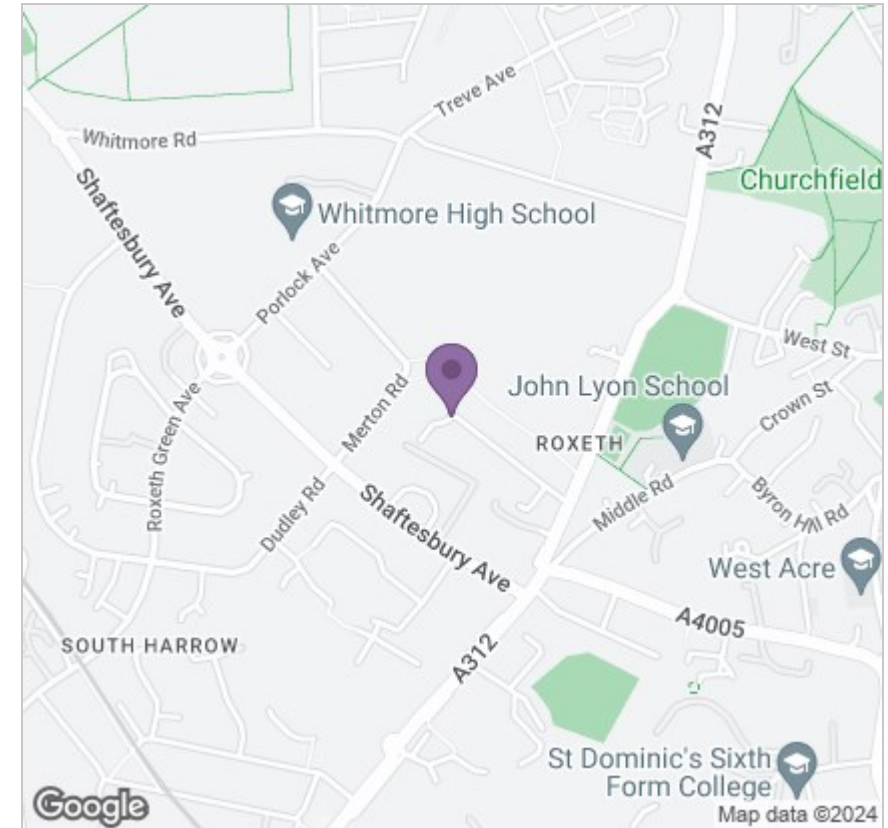 Treve Ave
A312
Whitmore Rd
Churchfield
Shaftesbury Ave
Whitmore High School
Porlock Ave
West St
John Lyon School
Crown St
Merton Rd
ROXETH
Roxeth Green Ave
Middle Rd
Byron Hill Rd
Dudley Rd
Shaftesbury Ave
West Acre
A4005
SOUTH HARROW
A312
St Dominic's Sixth
Form College
Google
Map data ©2024